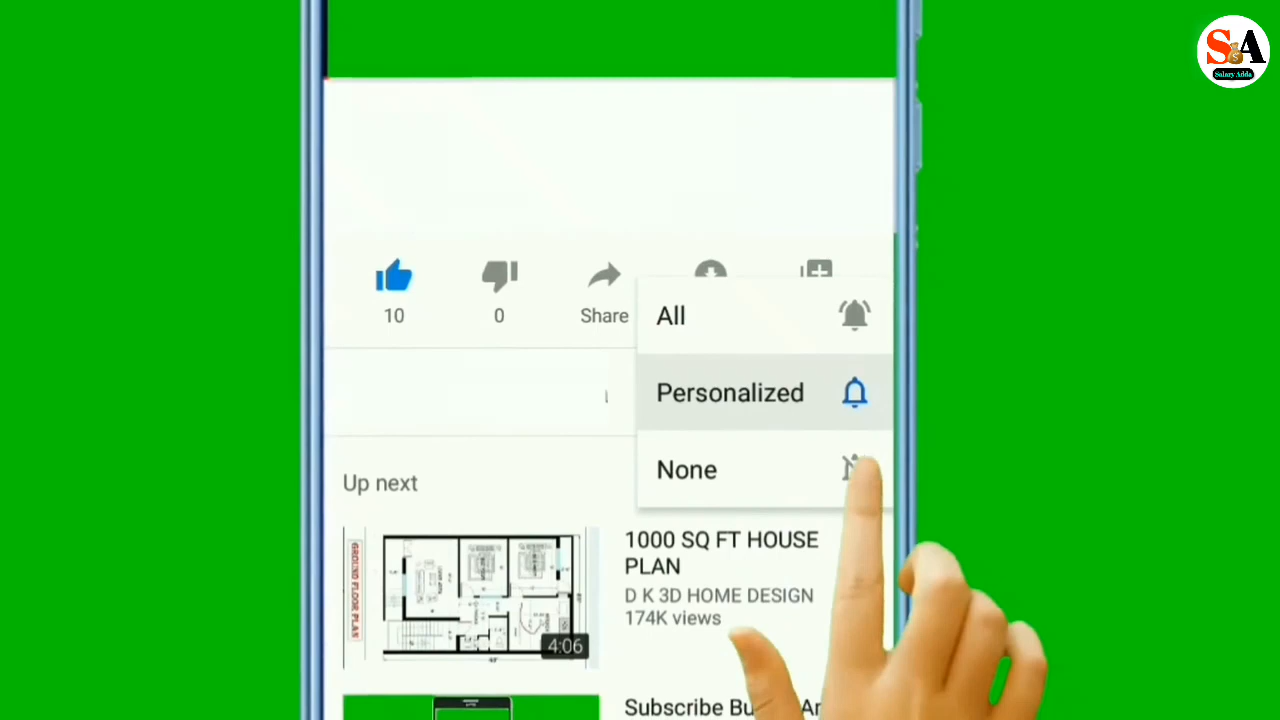 SA
Salary Adda
10
0
Share
All
Personalized
None
Up next
GROUND FLOOR PLAN
4:06
1000 SQ FT HOUSE
PLAN
D K 3D HOME DESIGN
174K views
Subscribe